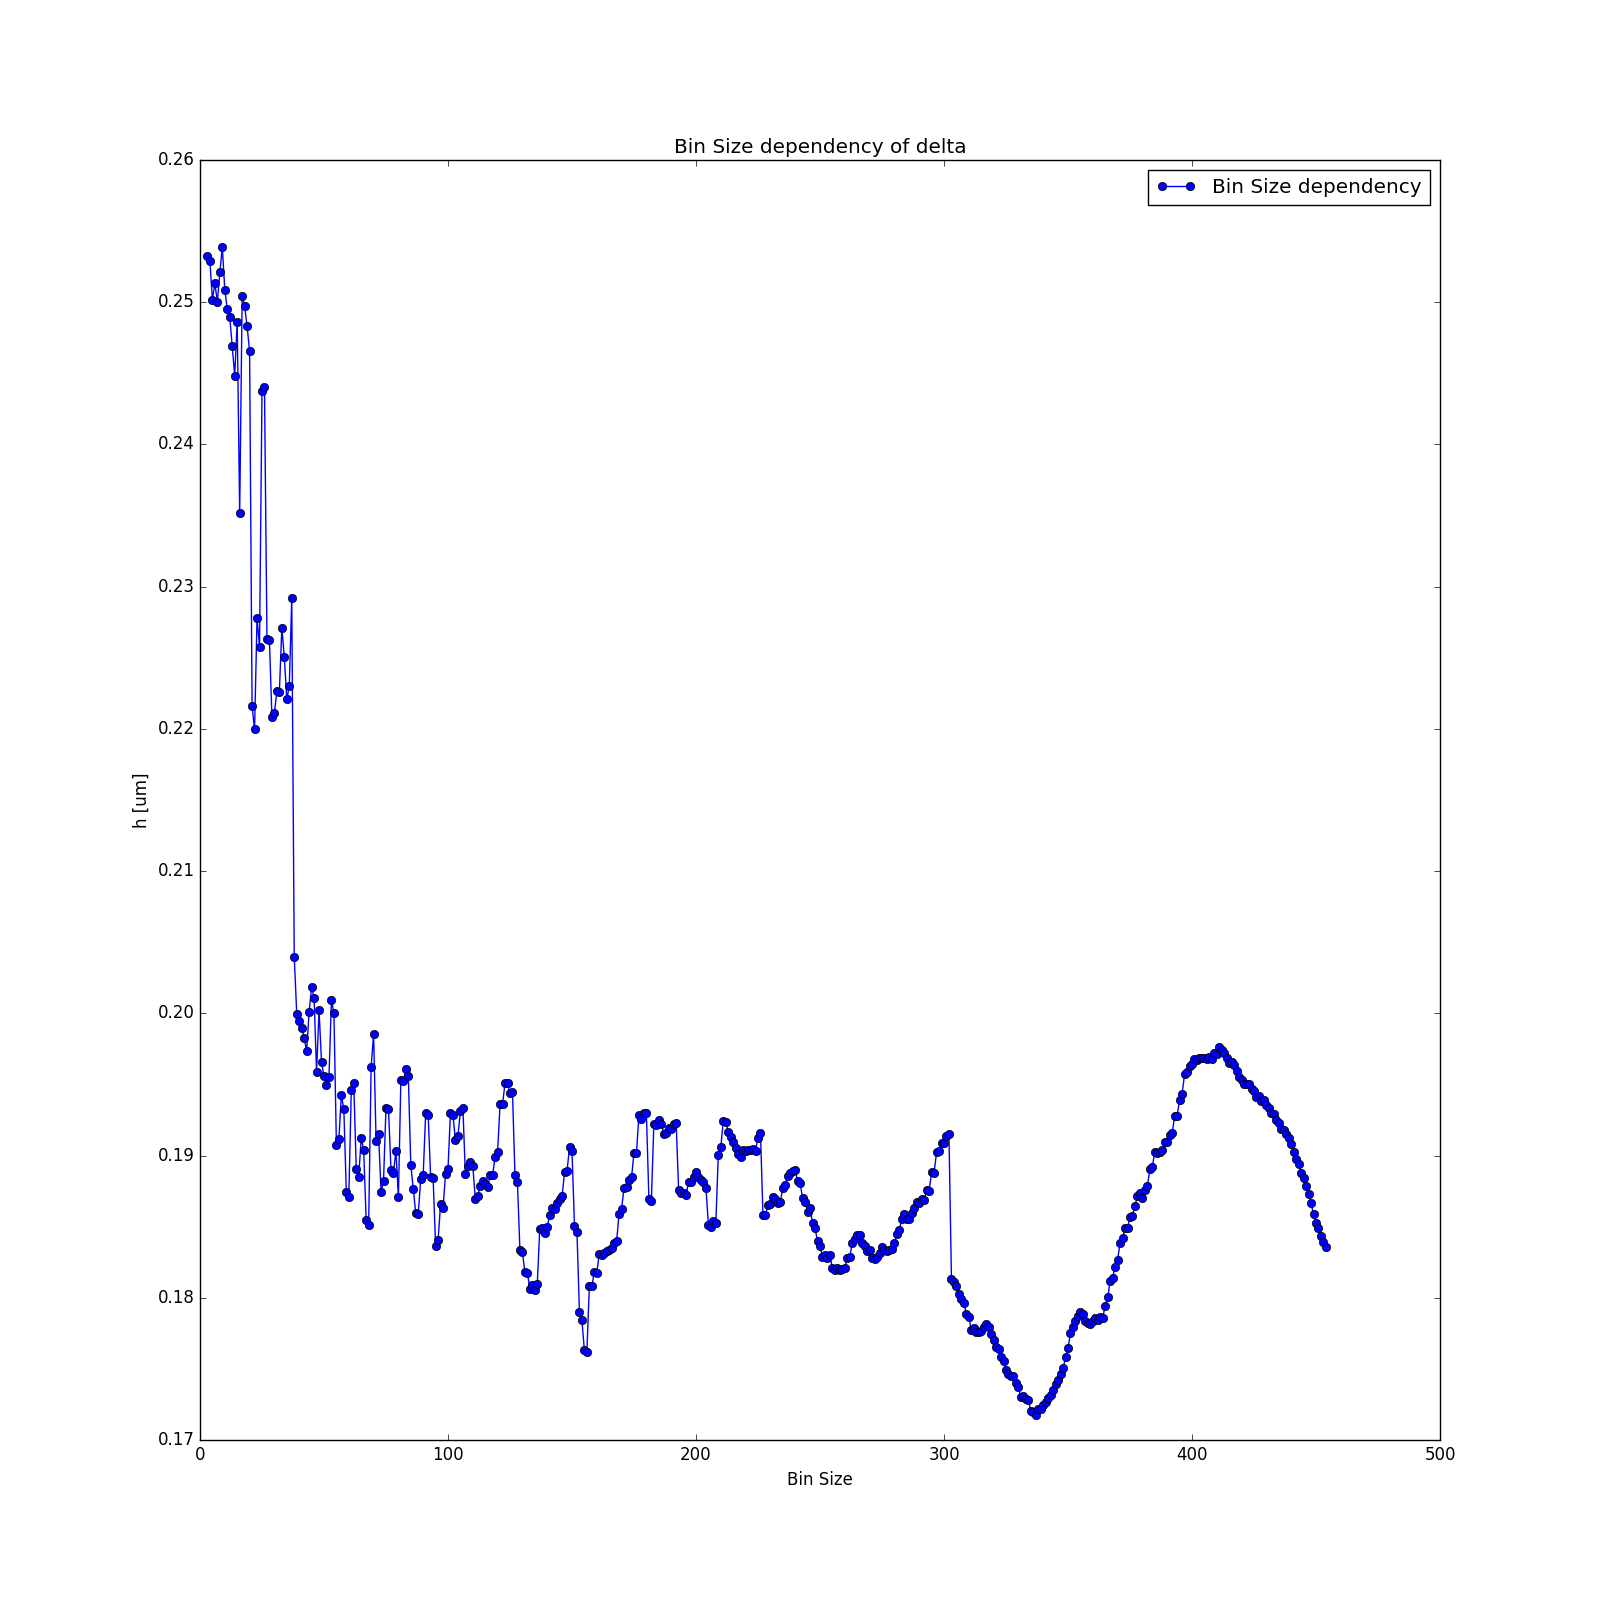 Bin Size dependency of delta
Bin Size dependency
0.26
0.25
0.24
0.23
0.22
0.21
0.20
0.19
0.18
0.17
h [um]
0 100 200 300 400 500
Bin Size